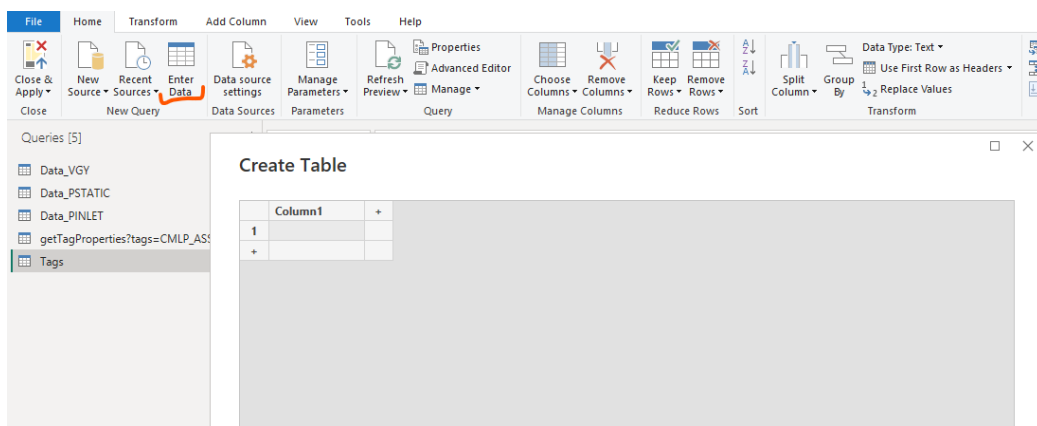 File Home Transform Add Column View Tools Help
Close & Apply
New Source
Recent Sources
Enter Data
Data source settings
Manage Parameters
Refresh Preview
Properties
Advanced Editor
Manage
Choose Columns
Remove Columns
Keep Rows
Remove Rows
Split Column
Group By
Data Type: Text
Use First Row as Headers
Replace Values
Close New Query Data Sources Parameters Query Manage Columns Reduce Rows Sort Transform
Queries [5]
Data_VGY
Data_PSTATIC
Data_PINLET
getTagProperties?tags=CMLP_AS
Tags
Create Table
Column1 +
1
+